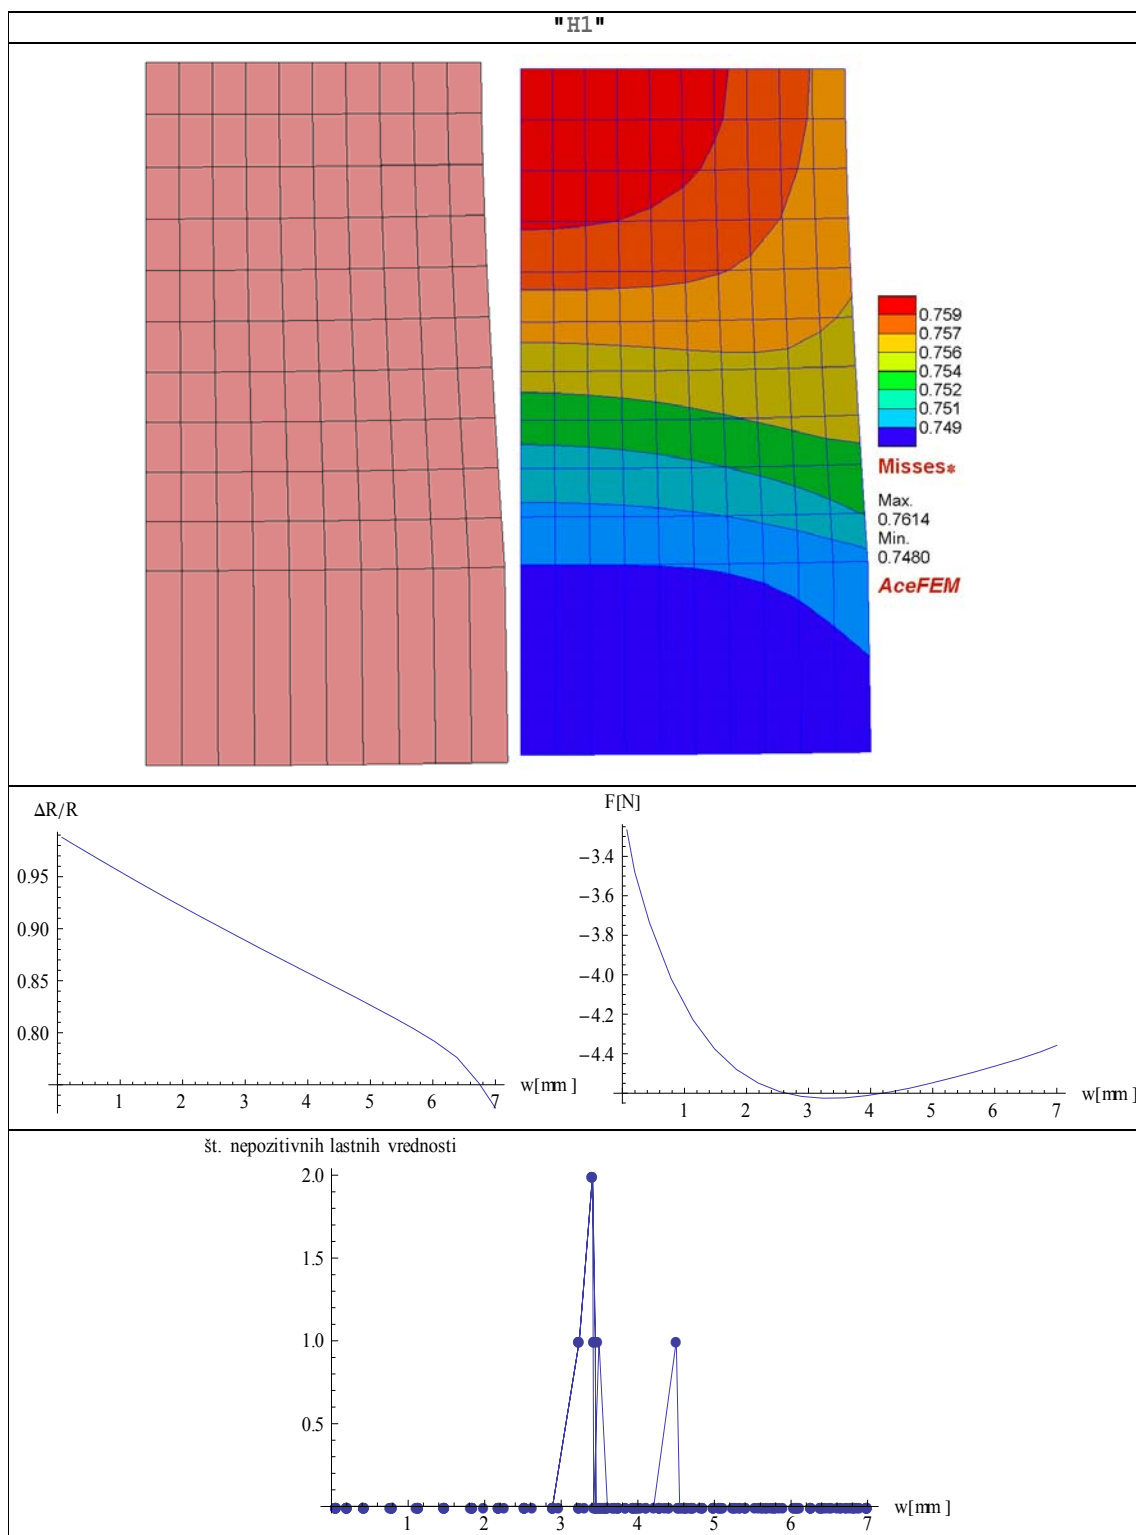 "H1"
0.759
0.757
0.756
0.754
0.752
0.751
0.749
Misses*
Max.
0.7614
Min.
0.7480
AceFEM
ΔR/R
0.95
0.90
0.85
0.80
1 2 3 4 5 6 7
w[mm]
F[N]
−3.4
−3.6
−3.8
−4.0
−4.2
−4.4
1 2 3 4 5 6 7
w[mm]
št. nepozitivnih lastnih vrednosti
2.0
1.5
1.0
0.5
1 2 3 4 5 6 7
w[mm]